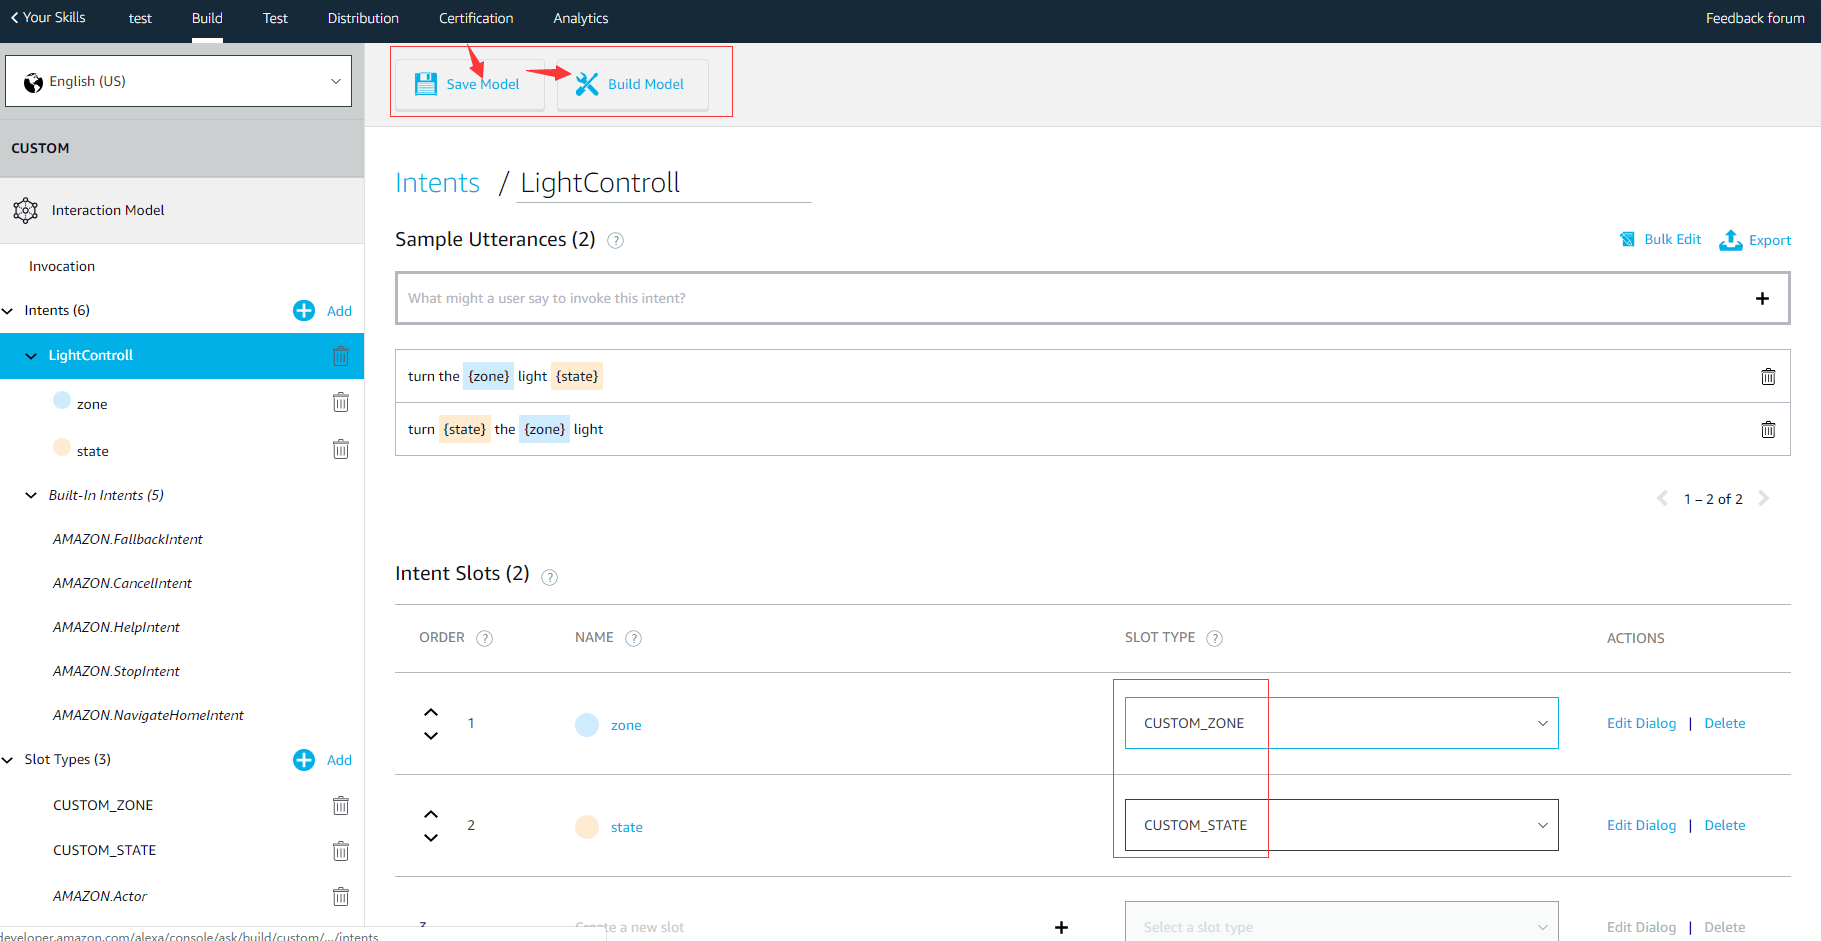 Your Skills test Build Test Distribution Certification Analytics Feedback forum
English (US)
Save Model Build Model
CUSTOM
Interaction Model
Intents / LightControll
Sample Utterances (2) ? Bulk Edit Export
Invocation
What might a user say to invoke this intent?
Intents (6) Add
LightControll
turn the {zone} light {state}
zone
turn {state} the {zone} light
state
Built-In Intents (5)
1 – 2 of 2
AMAZON.FallbackIntent
Intent Slots (2) ?
AMAZON.CancelIntent
AMAZON.HelpIntent
ORDER ? NAME ? SLOT TYPE ? ACTIONS
AMAZON.StopIntent
AMAZON.NavigateHomeIntent
1 zone CUSTOM_ZONE Edit Dialog | Delete
Slot Types (3) Add
CUSTOM_ZONE
2 state CUSTOM_STATE Edit Dialog | Delete
CUSTOM_STATE
AMAZON.Actor
3 Create a new slot Select a slot type Edit Dialog | Delete
developer.amazon.com/alexa/console/ask/build/custom/.../intents